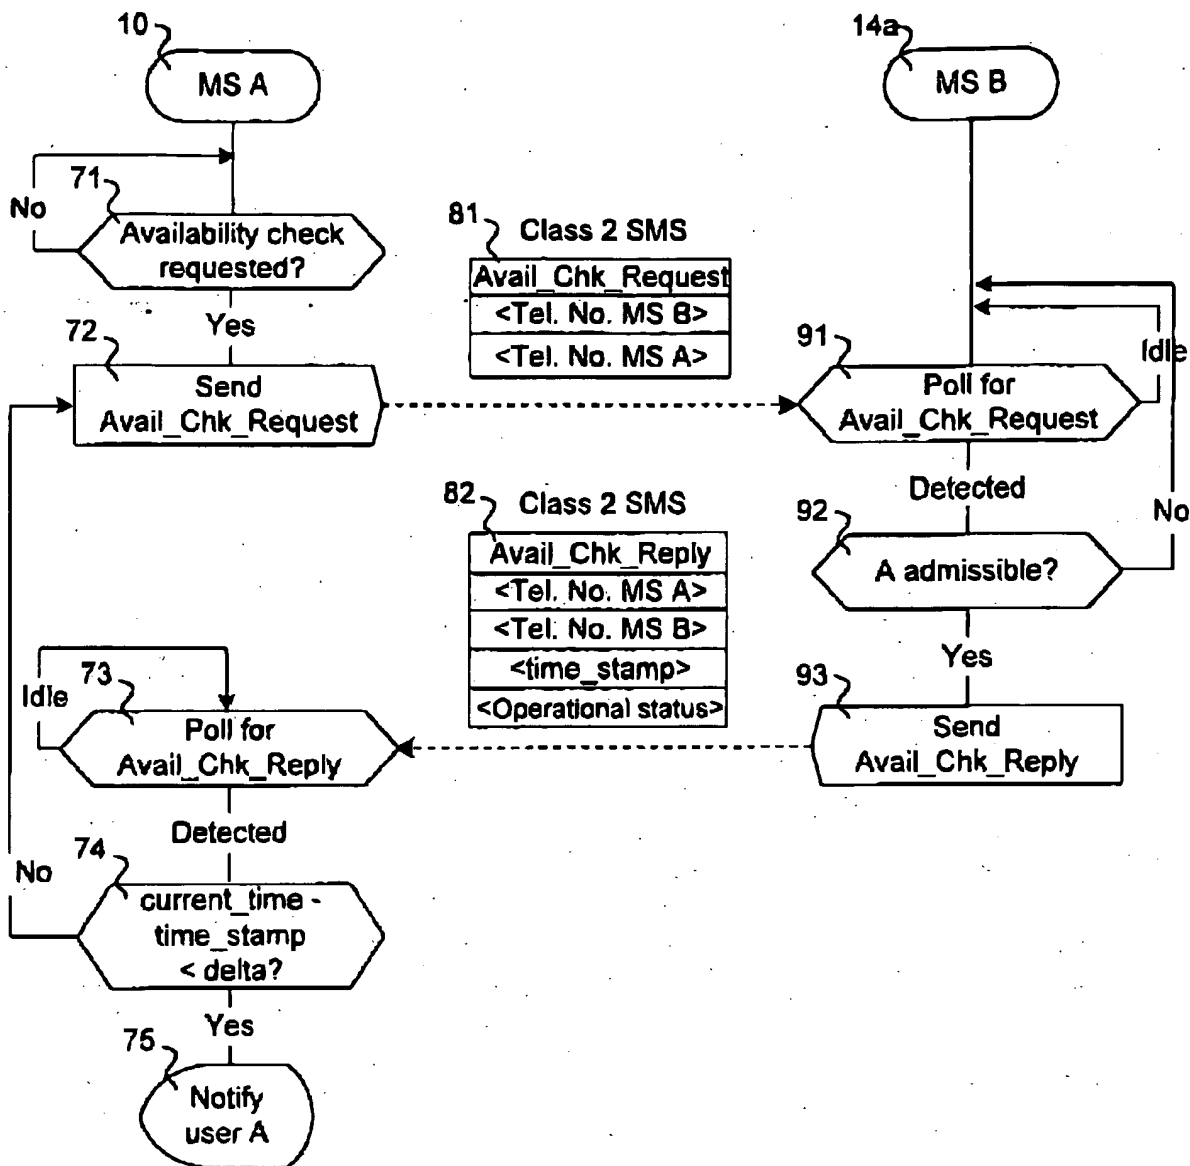 10
MS A
14a
MS B
71
No
Availability check
requested?
Yes
81
Class 2 SMS
Avail_Chk_Request
<Tel. No. MS B>
<Tel. No. MS A>
72
Send
Avail_Chk_Request
91
Idle
Poll for
Avail_Chk_Request
Detected
No
92
A admissible?
Yes
82
Class 2 SMS
Avail_Chk_Reply
<Tel. No. MS A>
<Tel. No. MS B>
<time_stamp>
<Operational status>
93
Send
Avail_Chk_Reply
73
Idle
Poll for
Avail_Chk_Reply
Detected
74
No
current_time -
time_stamp
< delta?
Yes
75
Notify
user A